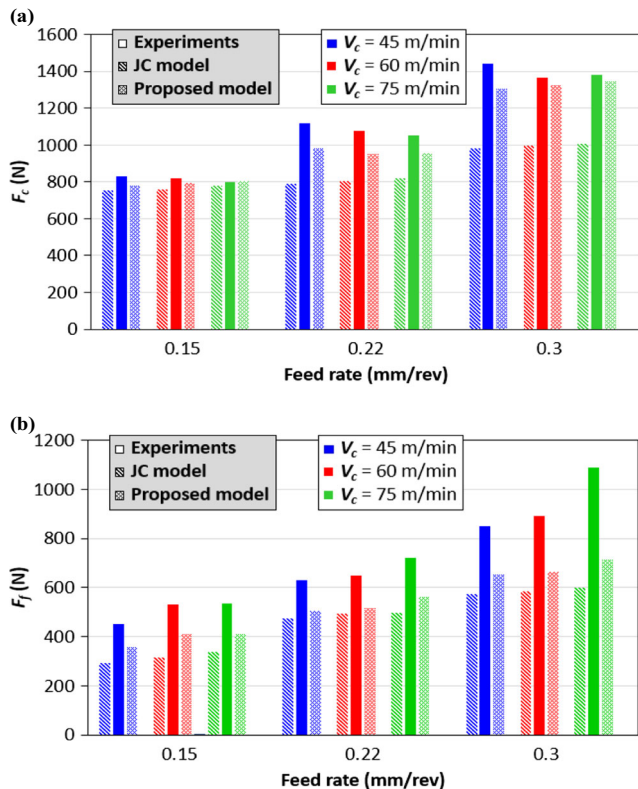 (a)
1600
1400
1200
1000
800
600
400
200
0
Fc (N)
Experiments
JC model
Proposed model
Vc = 45 m/min
Vc = 60 m/min
Vc = 75 m/min
0.15 0.22 0.3
Feed rate (mm/rev)
(b)
1200
1000
800
600
400
200
0
Ff (N)
Experiments
JC model
Proposed model
Vc = 45 m/min
Vc = 60 m/min
Vc = 75 m/min
0.15 0.22 0.3
Feed rate (mm/rev)